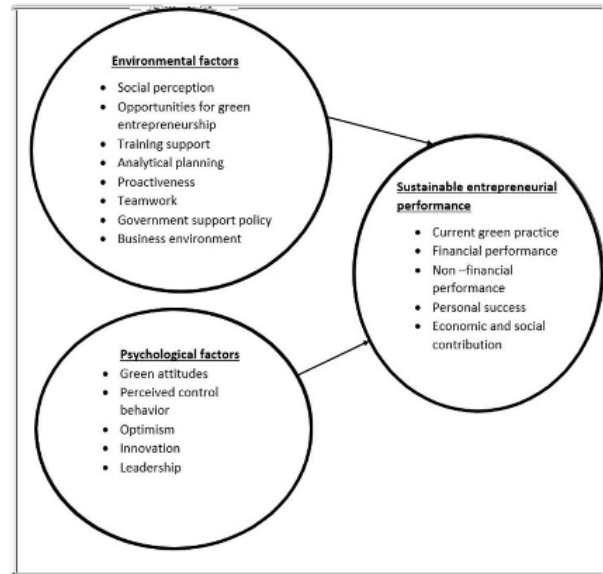 Environmental factors
• Social perception
• Opportunities for green
entrepreneurship
• Training support
• Analytical planning
• Proactiveness
• Teamwork
• Government support policy
• Business environment
Sustainable entrepreneurial
performance
• Current green practice
• Financial performance
• Non –financial
performance
• Personal success
• Economic and social
contribution
Psychological factors
• Green attitudes
• Perceived control
behavior
• Optimism
• Innovation
• Leadership